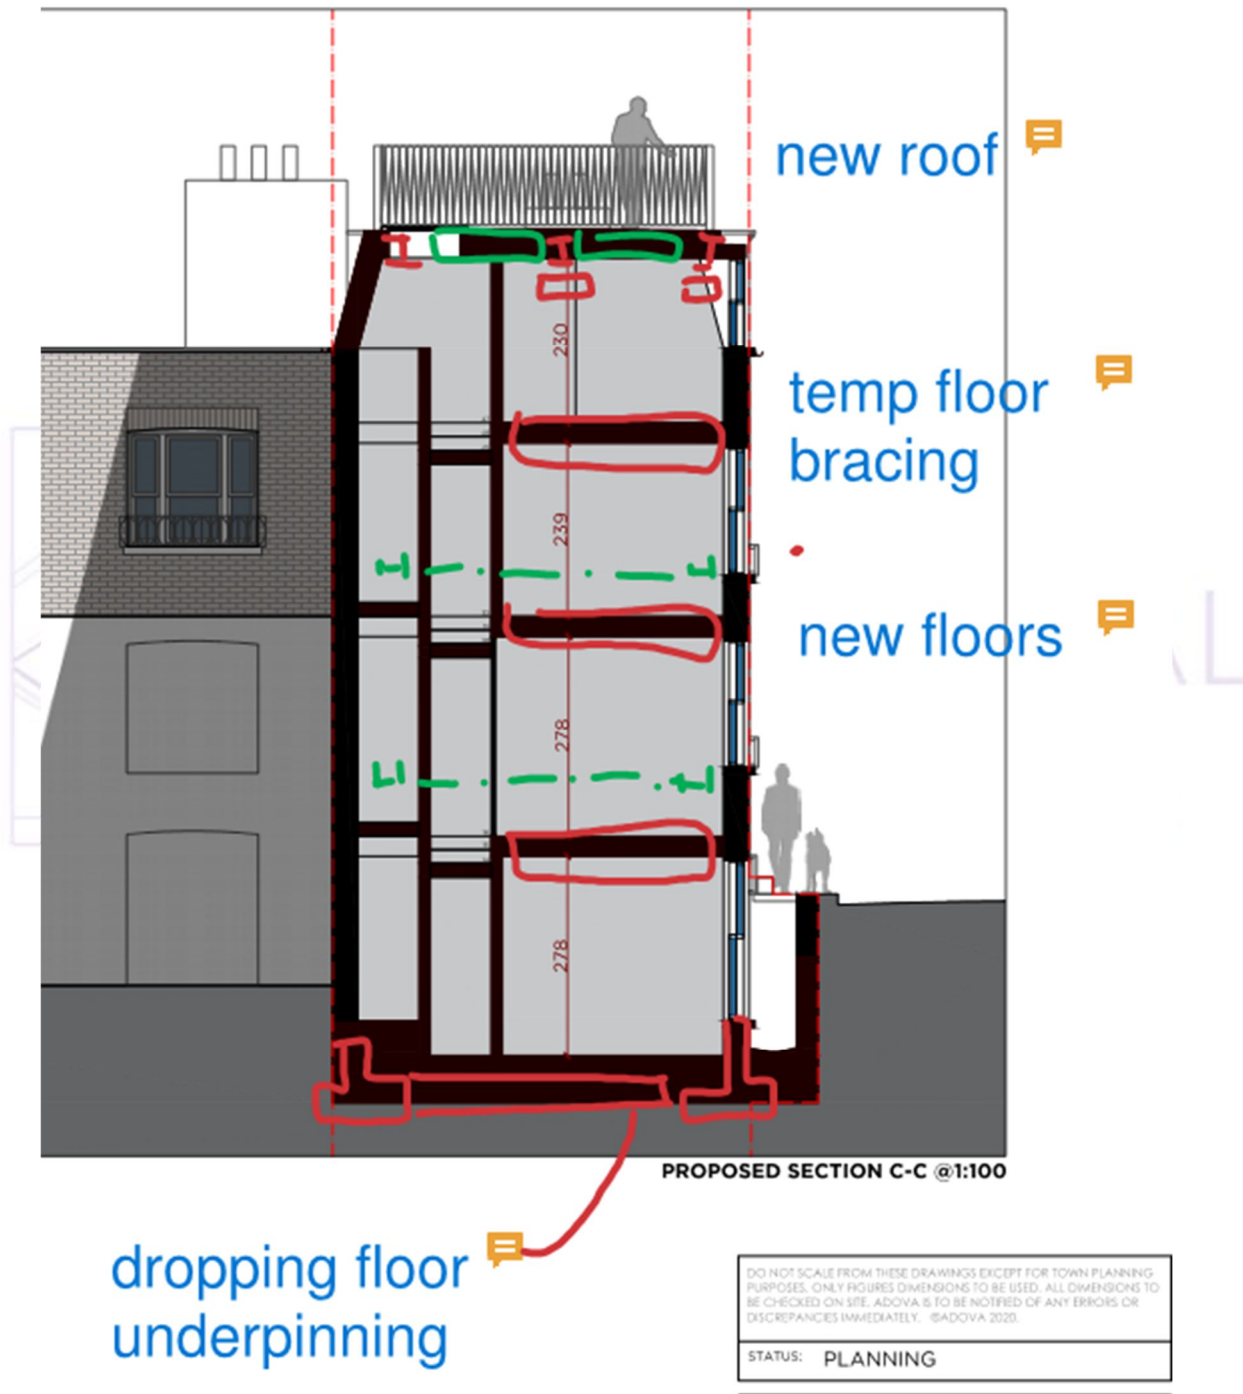 new roof
230
temp floor
bracing
239
new floors
278
278
PROPOSED SECTION C-C @1:100
dropping floor
underpinning
DO NOT SCALE FROM THESE DRAWINGS EXCEPT FOR TOWN PLANNING
PURPOSES. ONLY FIGURES DIMENSIONS TO BE USED. ALL DIMENSIONS TO
BE CHECKED ON SITE. ADOVA IS TO BE NOTIFIED OF ANY ERRORS OR
DISCREPANCIES IMMEDIATELY. ©ADOVA 2020.
STATUS: PLANNING